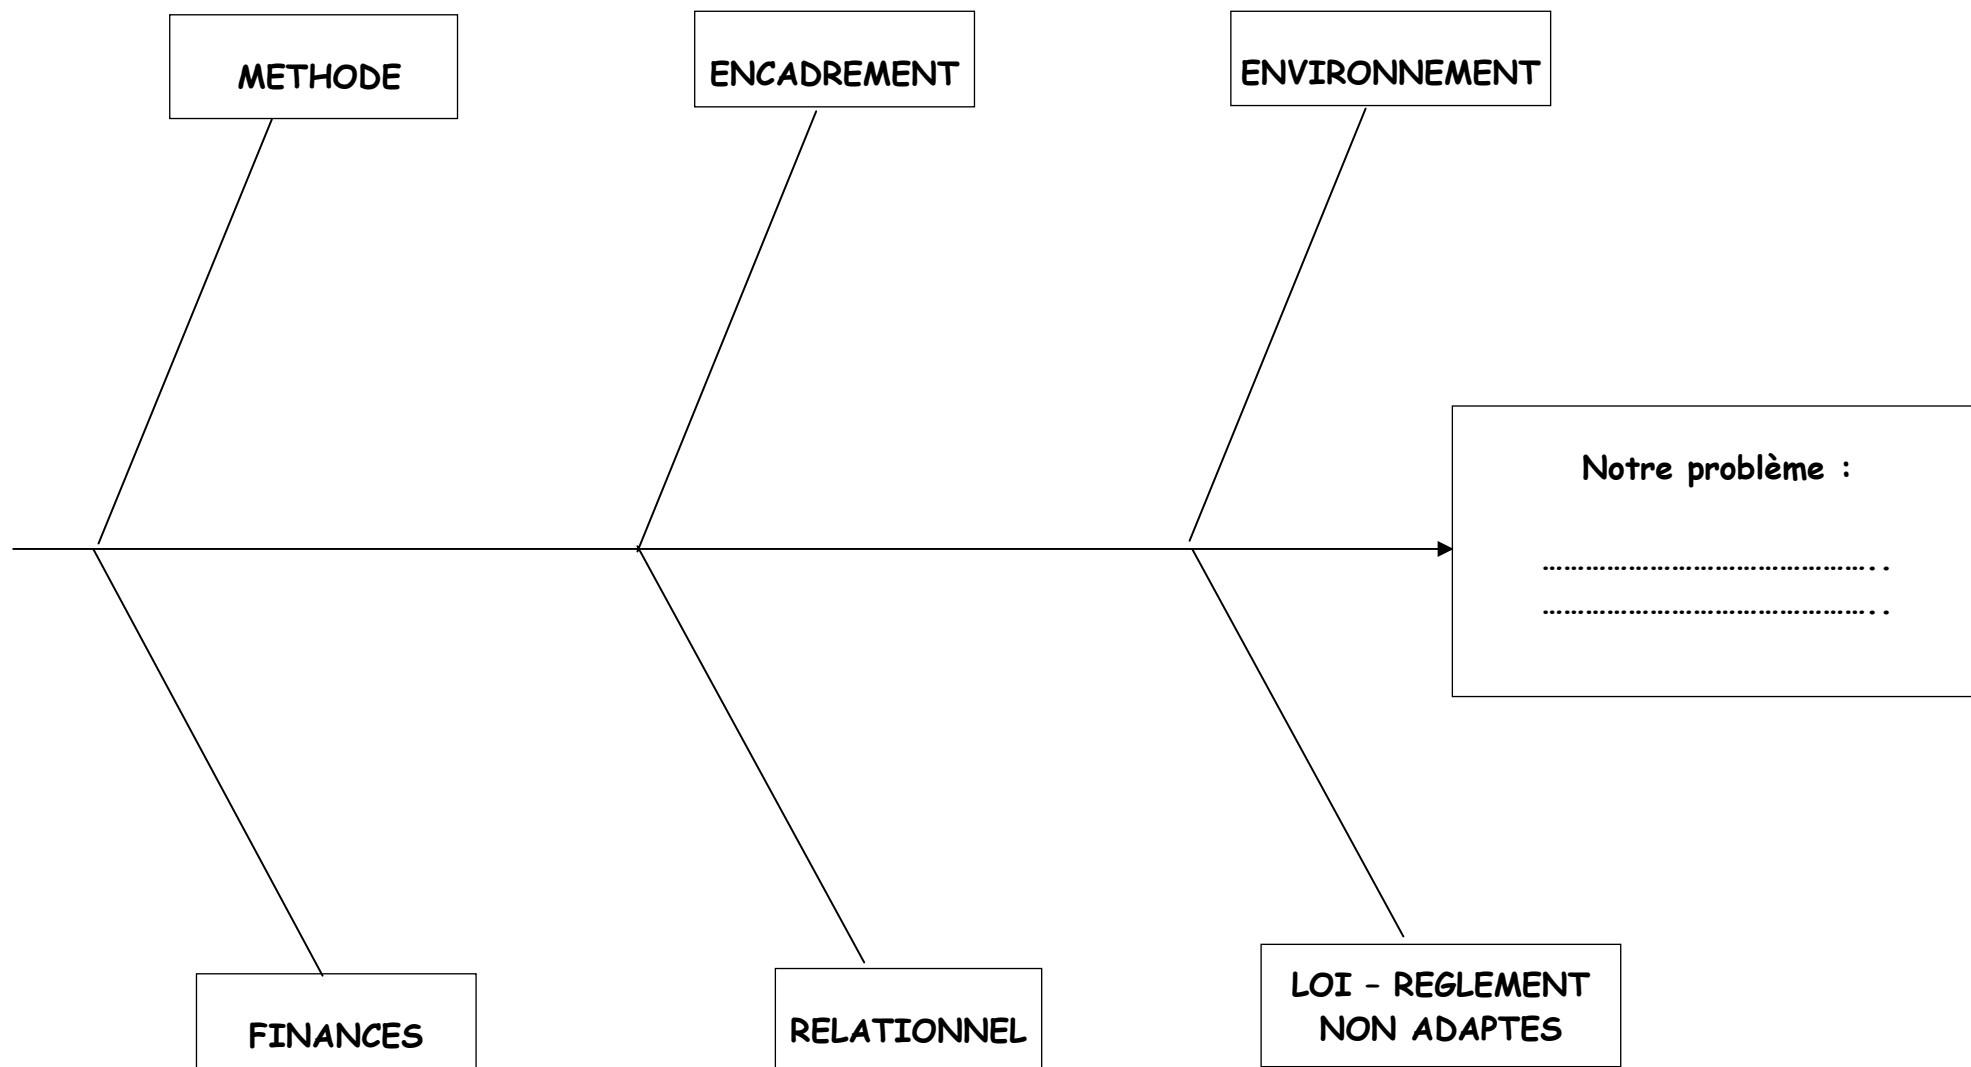 METHODE
ENCADREMENT
ENVIRONNEMENT
Notre problème :
………………………………………..
………………………………………..
FINANCES
RELATIONNEL
LOI – REGLEMENT
NON ADAPTES